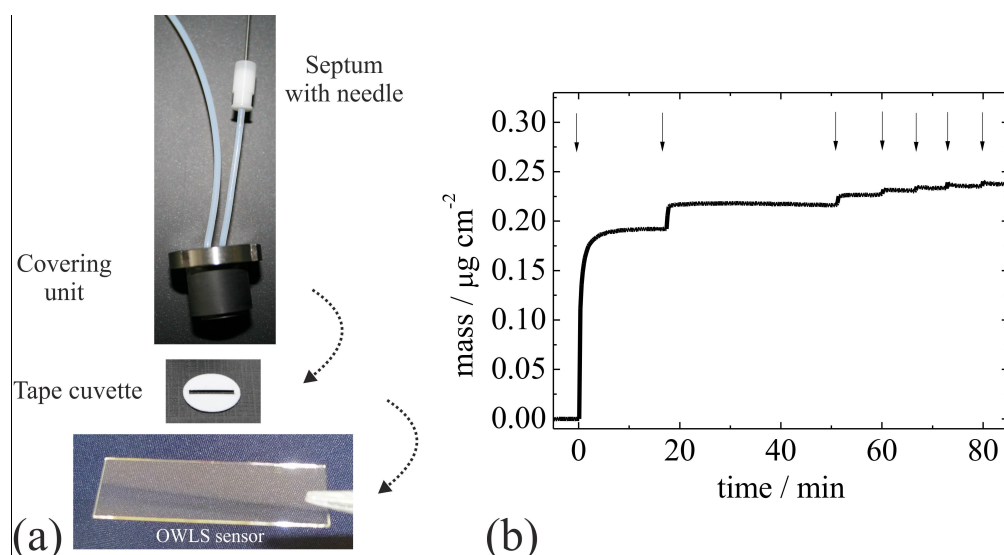 Septum
with needle
Covering
unit
Tape cuvette
OWLS sensor
(a)
mass / µg cm⁻²
0.30
0.25
0.20
0.15
0.10
0.05
0.00
0 20 40 60 80
time / min
(b)